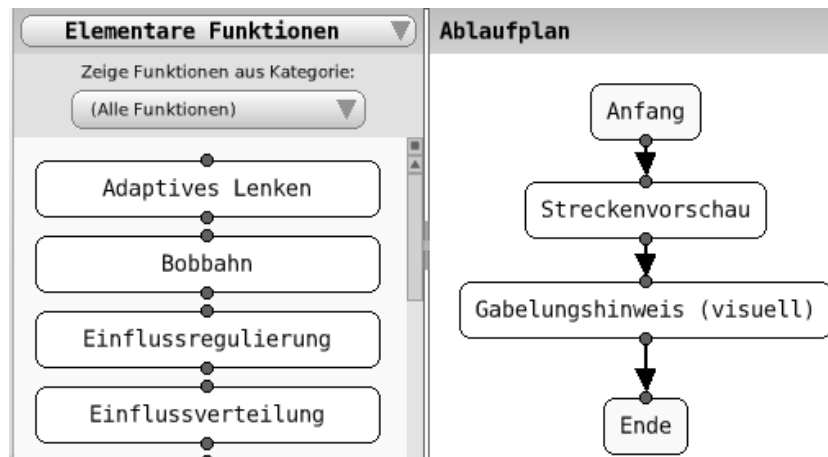 Elementare Funktionen
Zeige Funktionen aus Kategorie:
(Alle Funktionen)
Adaptives Lenken
Bobbahn
Einflussregulierung
Einflussverteilung
Ablaufplan
Anfang
Streckenvorschau
Gabelungshinweis (visuell)
Ende